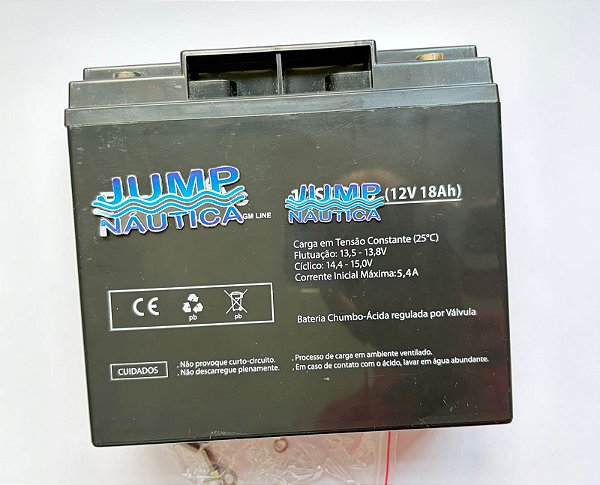 JUMP
NÁUTICA
GM LINE
JUMP
NÁUTICA
(12V 18Ah)
Carga em Tensão Constante (25°C)
Flutuação: 13,5 - 13,8V
Cíclico: 14,4 - 15,0V
Corrente Inicial Máxima: 5,4A
CE
pb
pb
Bateria Chumbo-Ácida regulada por Válvula
CUIDADOS
. Não provoque curto-circuito.
. Não descarregue plenamente.
. Processo de carga em ambiente ventilado.
. Em caso de contato com o ácido, lavar em água abundante.